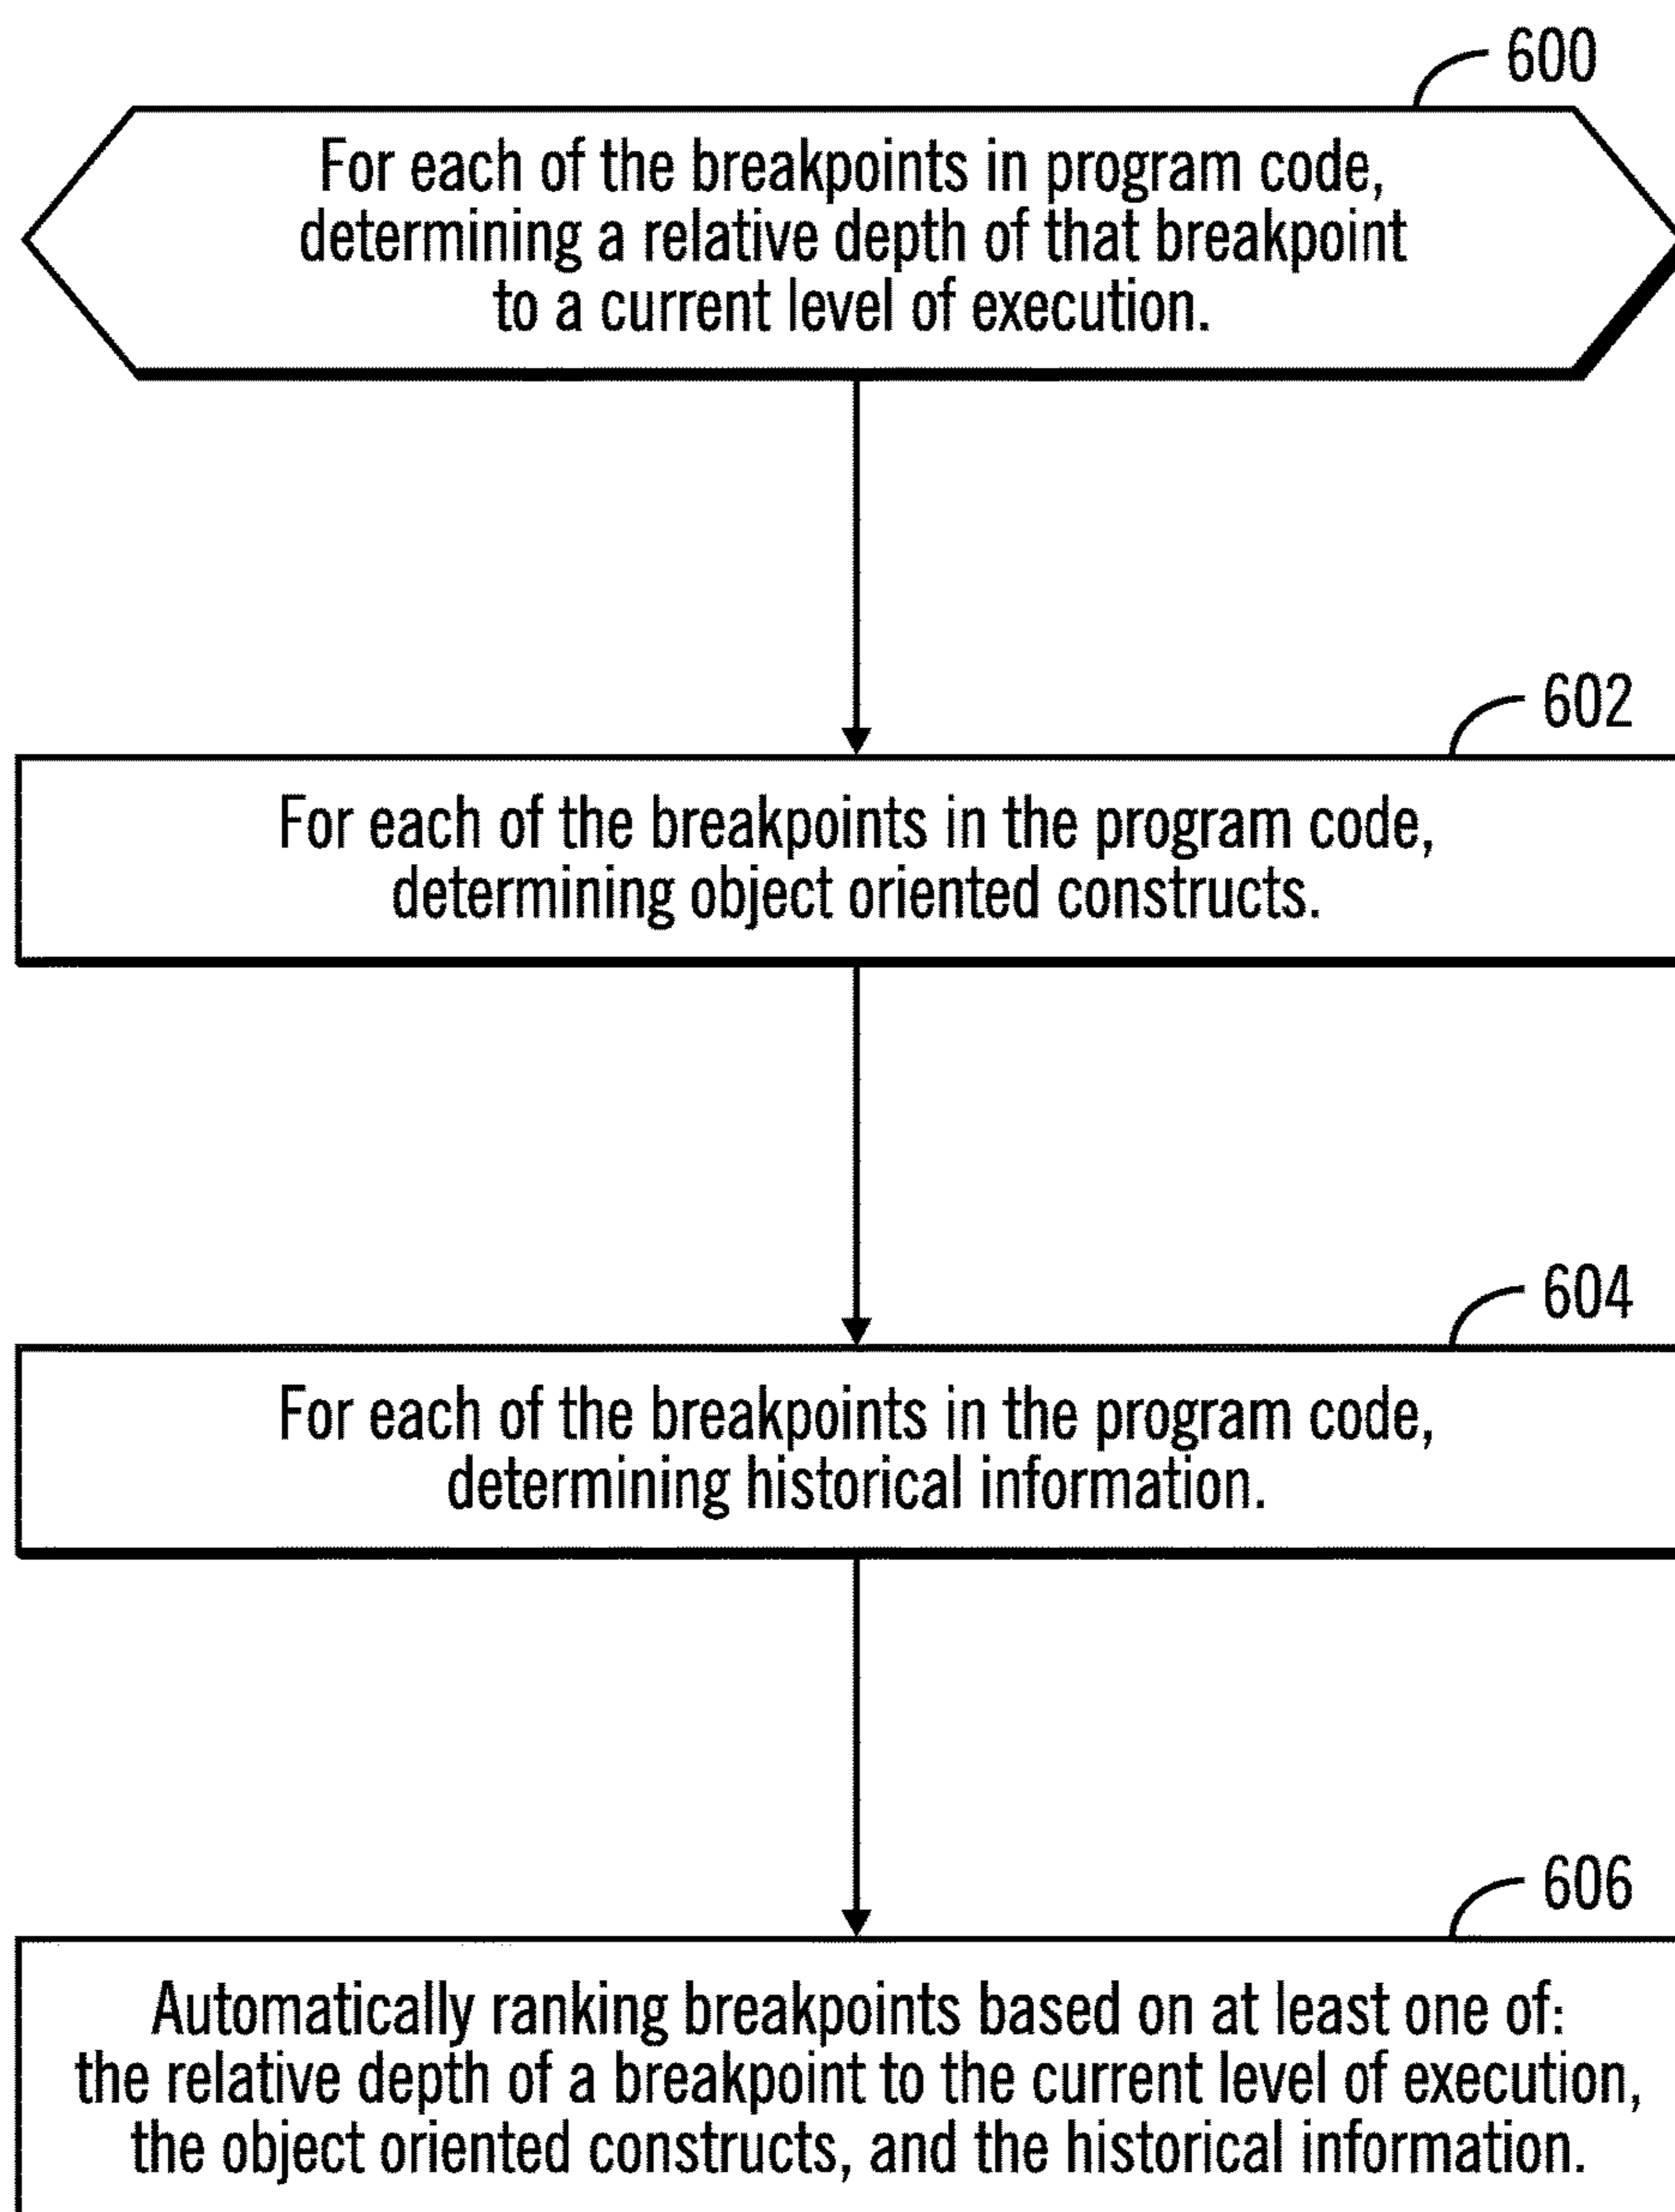 600
For each of the breakpoints in program code,
determining a relative depth of that breakpoint
to a current level of execution.
602
For each of the breakpoints in the program code,
determining object oriented constructs.
604
For each of the breakpoints in the program code,
determining historical information.
606
Automatically ranking breakpoints based on at least one of:
the relative depth of a breakpoint to the current level of execution,
the object oriented constructs, and the historical information.